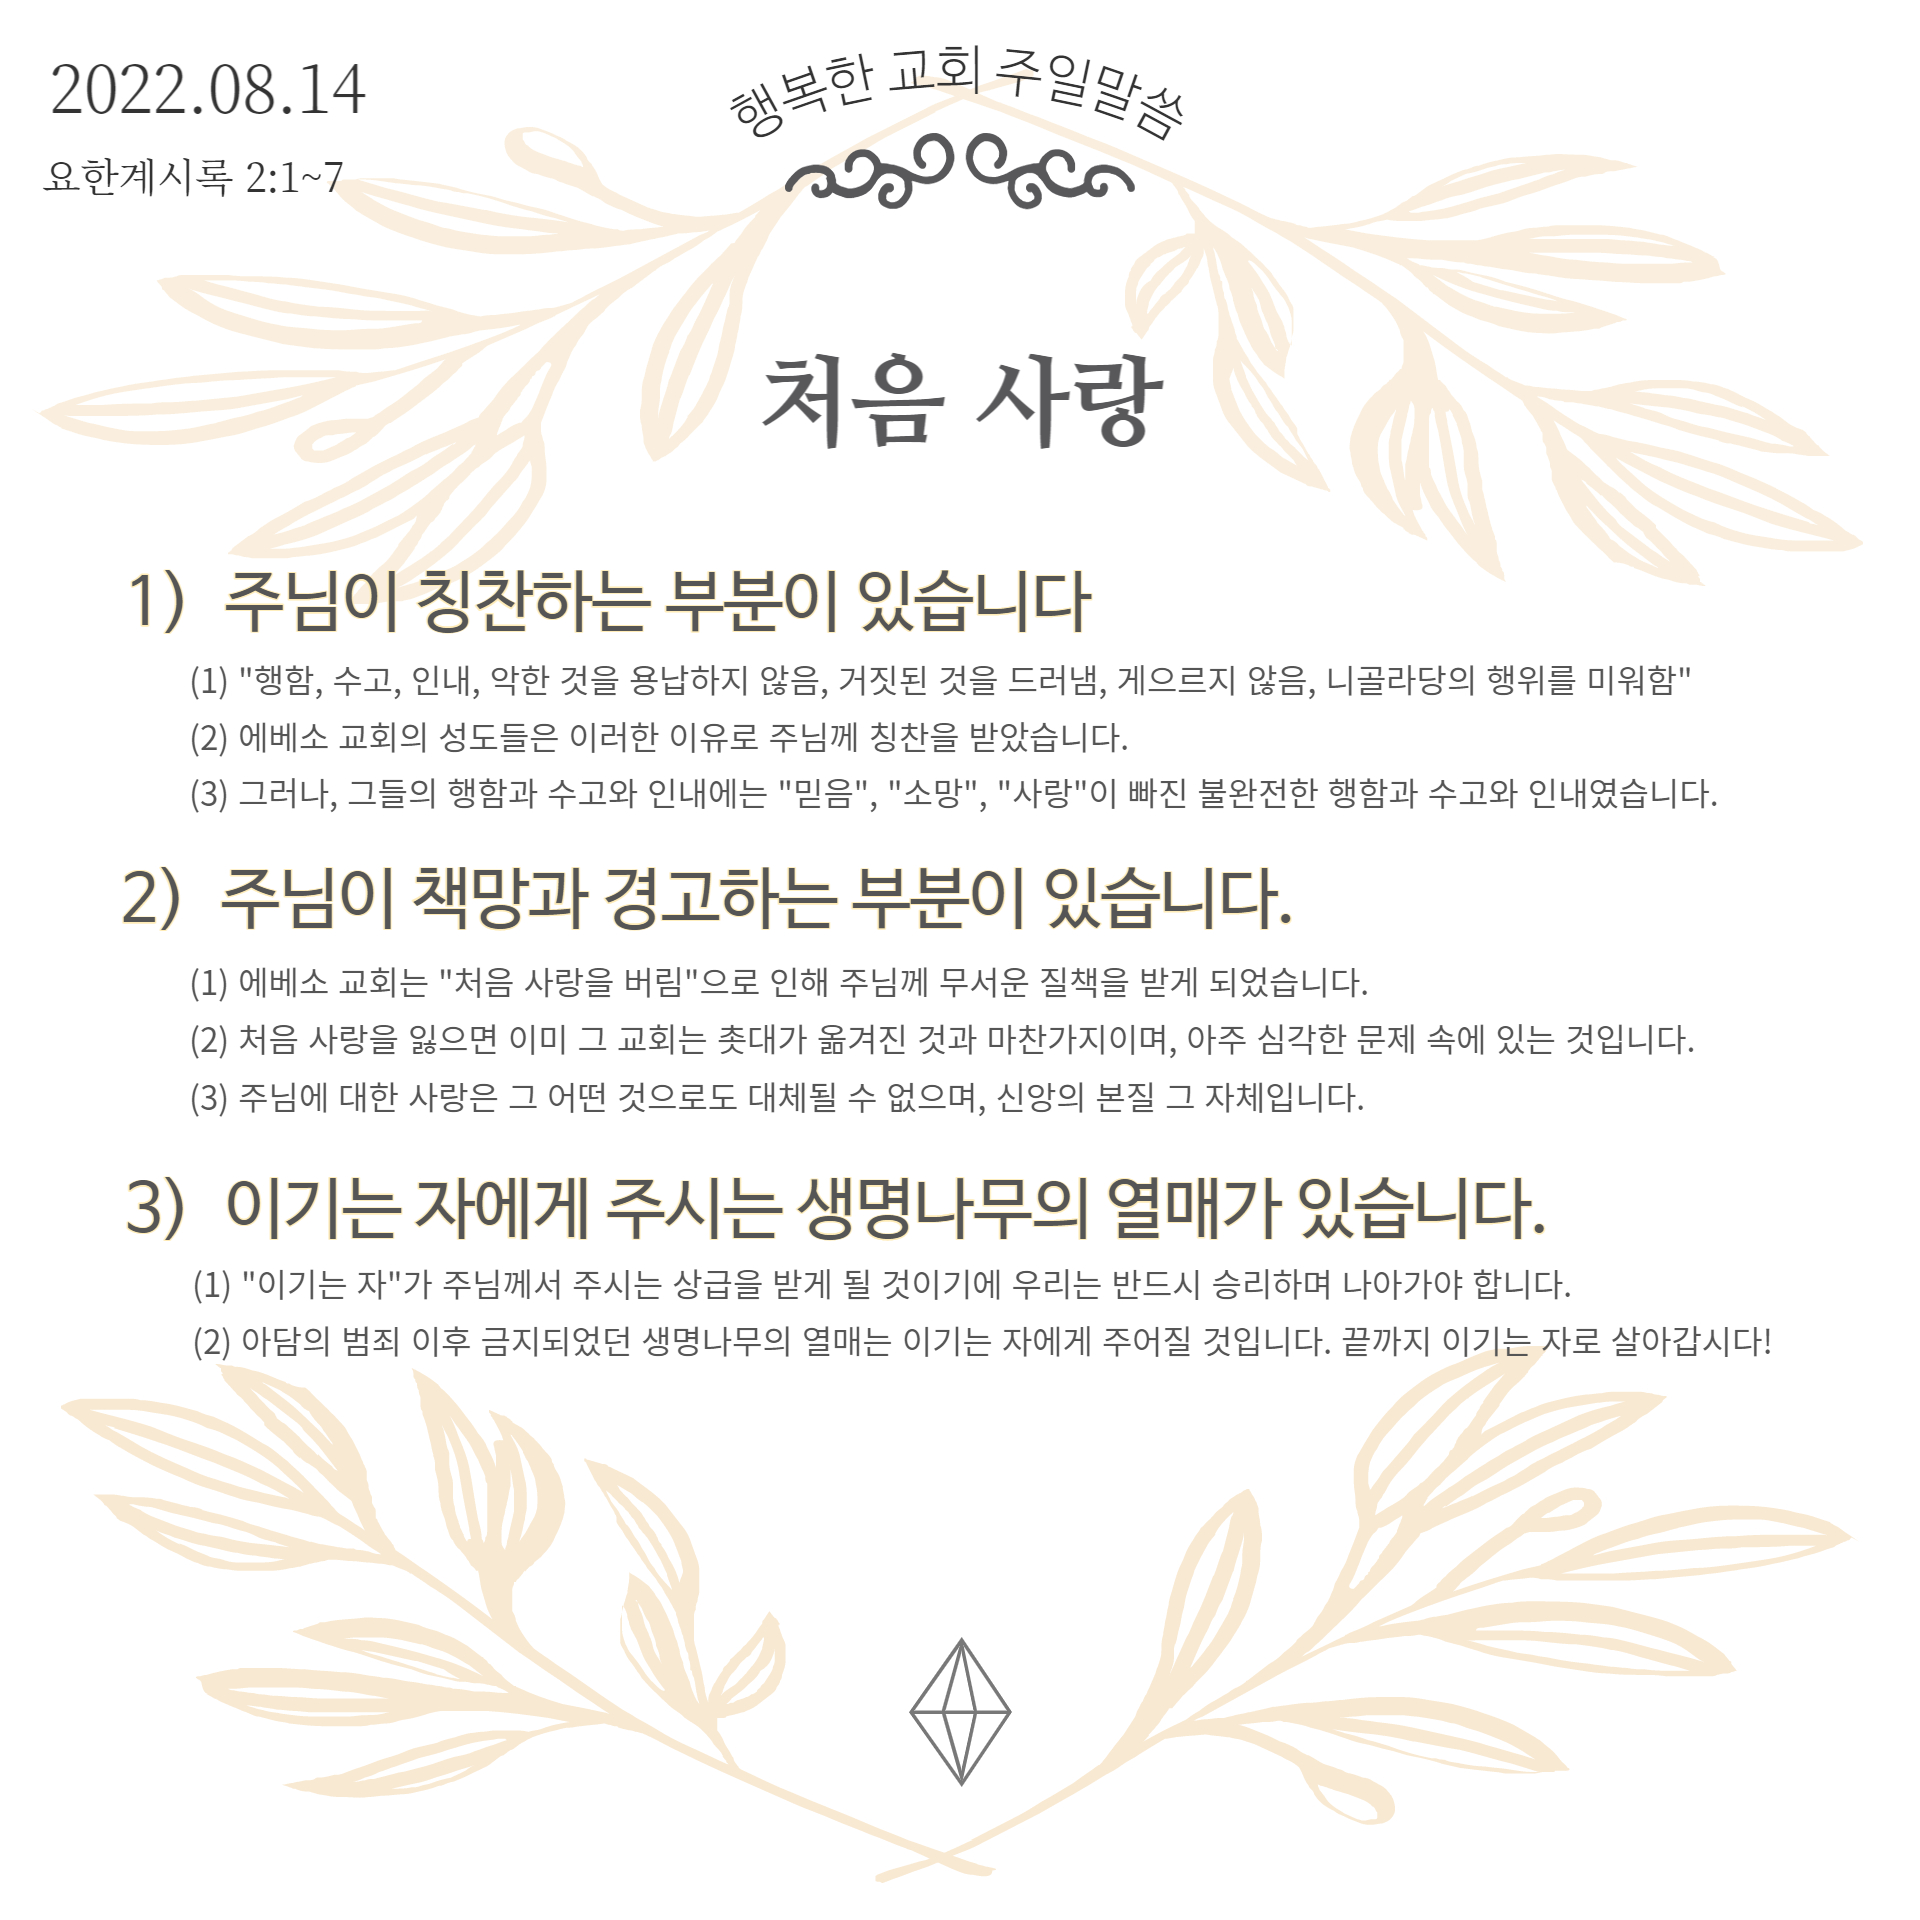 2022.08.14
행복한 교회 주일말씀
요한계시록 2:1~7
처음 사랑
1) 주님이 칭찬하는 부분이 있습니다
(1) "행함, 수고, 인내, 악한 것을 용납하지 않음, 거짓된 것을 드러냄, 게으르지 않음, 니골라당의 행위를 미워함"
(2) 에베소 교회의 성도들은 이러한 이유로 주님께 칭찬을 받았습니다.
(3) 그러나, 그들의 행함과 수고와 인내에는 "믿음", "소망", "사랑"이 빠진 불완전한 행함과 수고와 인내였습니다.
2) 주님이 책망과 경고하는 부분이 있습니다.
(1) 에베소 교회는 "처음 사랑을 버림"으로 인해 주님께 무서운 질책을 받게 되었습니다.
(2) 처음 사랑을 잃으면 이미 그 교회는 촛대가 옮겨진 것과 마찬가지이며, 아주 심각한 문제 속에 있는 것입니다.
(3) 주님에 대한 사랑은 그 어떤 것으로도 대체될 수 없으며, 신앙의 본질 그 자체입니다.
3) 이기는 자에게 주시는 생명나무의 열매가 있습니다.
(1) "이기는 자"가 주님께서 주시는 상급을 받게 될 것이기에 우리는 반드시 승리하며 나아가야 합니다.
(2) 아담의 범죄 이후 금지되었던 생명나무의 열매는 이기는 자에게 주어질 것입니다. 끝까지 이기는 자로 살아갑시다!